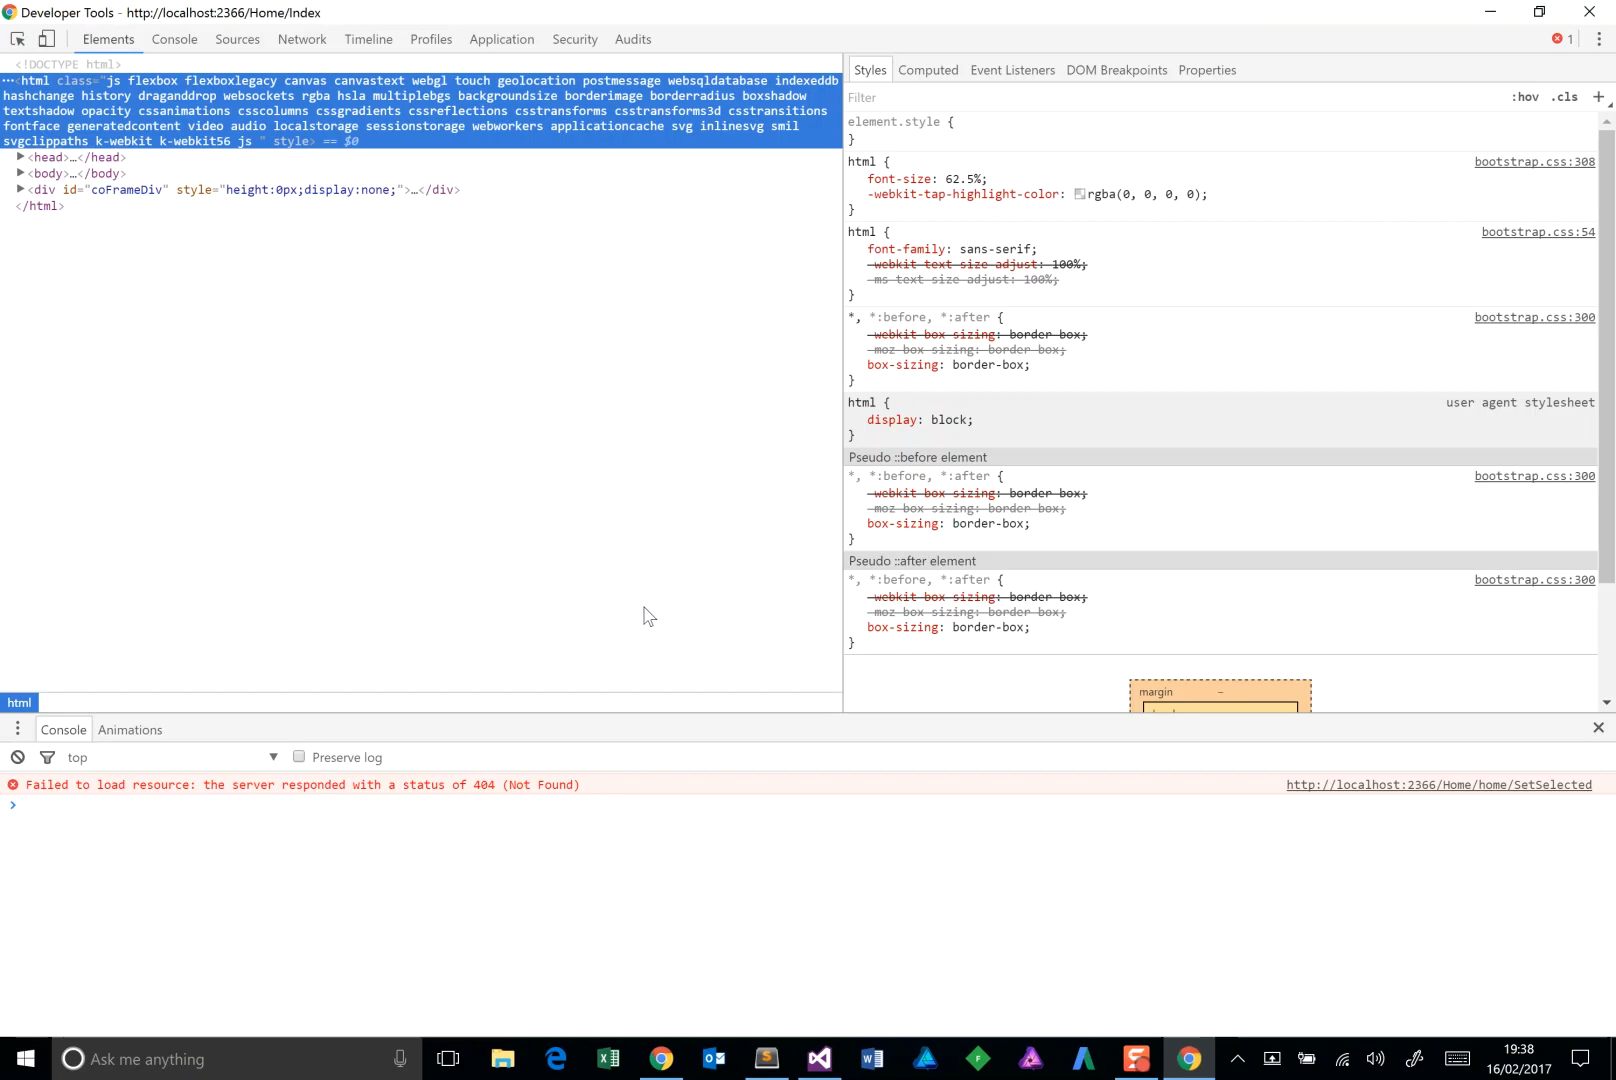 Developer Tools - http://localhost:2366/Home/Index
Elements Console Sources Network Timeline Profiles Application Security Audits 1
<!DOCTYPE html>
···<html class="js flexbox flexboxlegacy canvas canvastext webgl touch geolocation postmessage websqldatabase indexeddb
hashchange history draganddrop websockets rgba hsla multiplebgs backgroundsize borderimage borderradius boxshadow
textshadow opacity cssanimations csscolumns cssgradients cssreflections csstransforms csstransforms3d csstransitions
fontface generatedcontent video audio localstorage sessionstorage webworkers applicationcache svg inlinesvg smil
svgclippaths k-webkit k-webkit56 js " style> == $0
<head>…</head>
<body>…</body>
<div id="coFrameDiv" style="height:0px;display:none;">…</div>
</html>
html
Styles Computed Event Listeners DOM Breakpoints Properties
Filter :hov .cls +
element.style {
}
html { bootstrap.css:308
font-size: 62.5%;
-webkit-tap-highlight-color: rgba(0, 0, 0, 0);
}
html { bootstrap.css:54
font-family: sans-serif;
-webkit-text-size-adjust: 100%;
-ms-text-size-adjust: 100%;
}
*, *:before, *:after { bootstrap.css:300
-webkit-box-sizing: border-box;
-moz-box-sizing: border-box;
box-sizing: border-box;
}
html { user agent stylesheet
display: block;
}
Pseudo ::before element
*, *:before, *:after { bootstrap.css:300
-webkit-box-sizing: border-box;
-moz-box-sizing: border-box;
box-sizing: border-box;
}
Pseudo ::after element
*, *:before, *:after { bootstrap.css:300
-webkit-box-sizing: border-box;
-moz-box-sizing: border-box;
box-sizing: border-box;
}
margin –
Console Animations
top Preserve log
Failed to load resource: the server responded with a status of 404 (Not Found) http://localhost:2366/Home/home/SetSelected
Ask me anything
19:38
16/02/2017